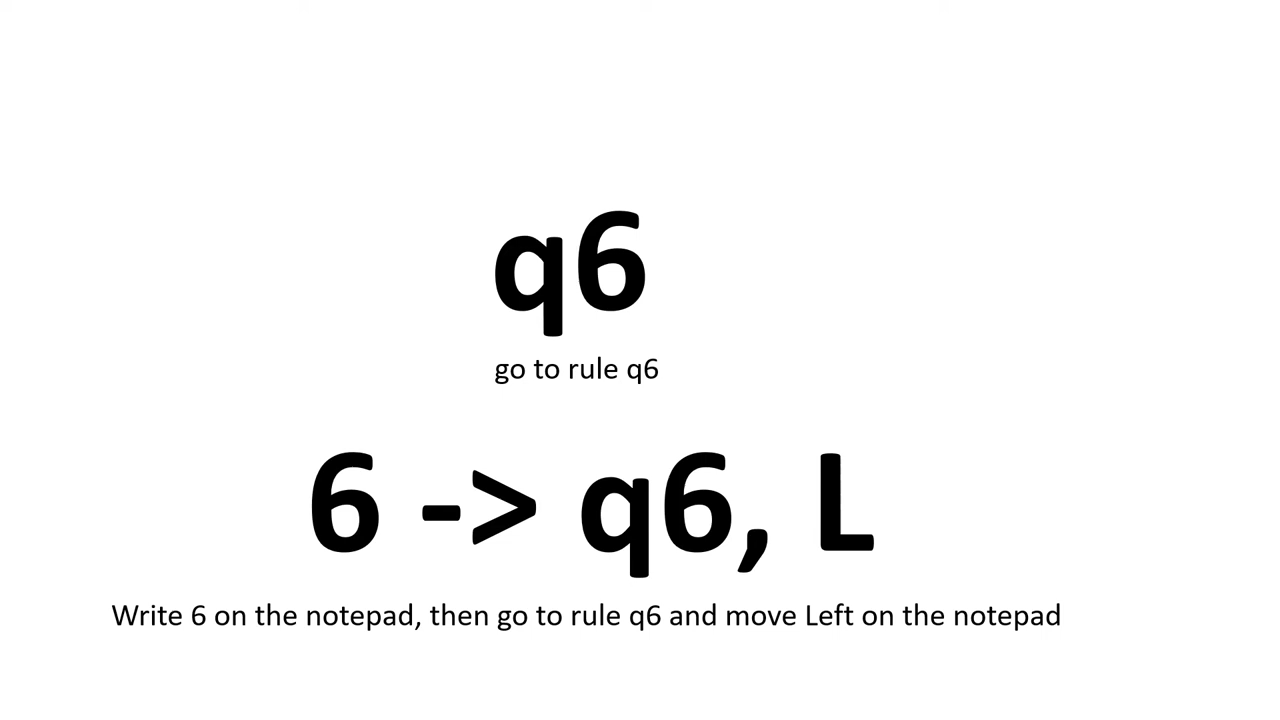 q6
go to rule q6
6 -> q6, L
Write 6 on the notepad, then go to rule q6 and move Left on the notepad